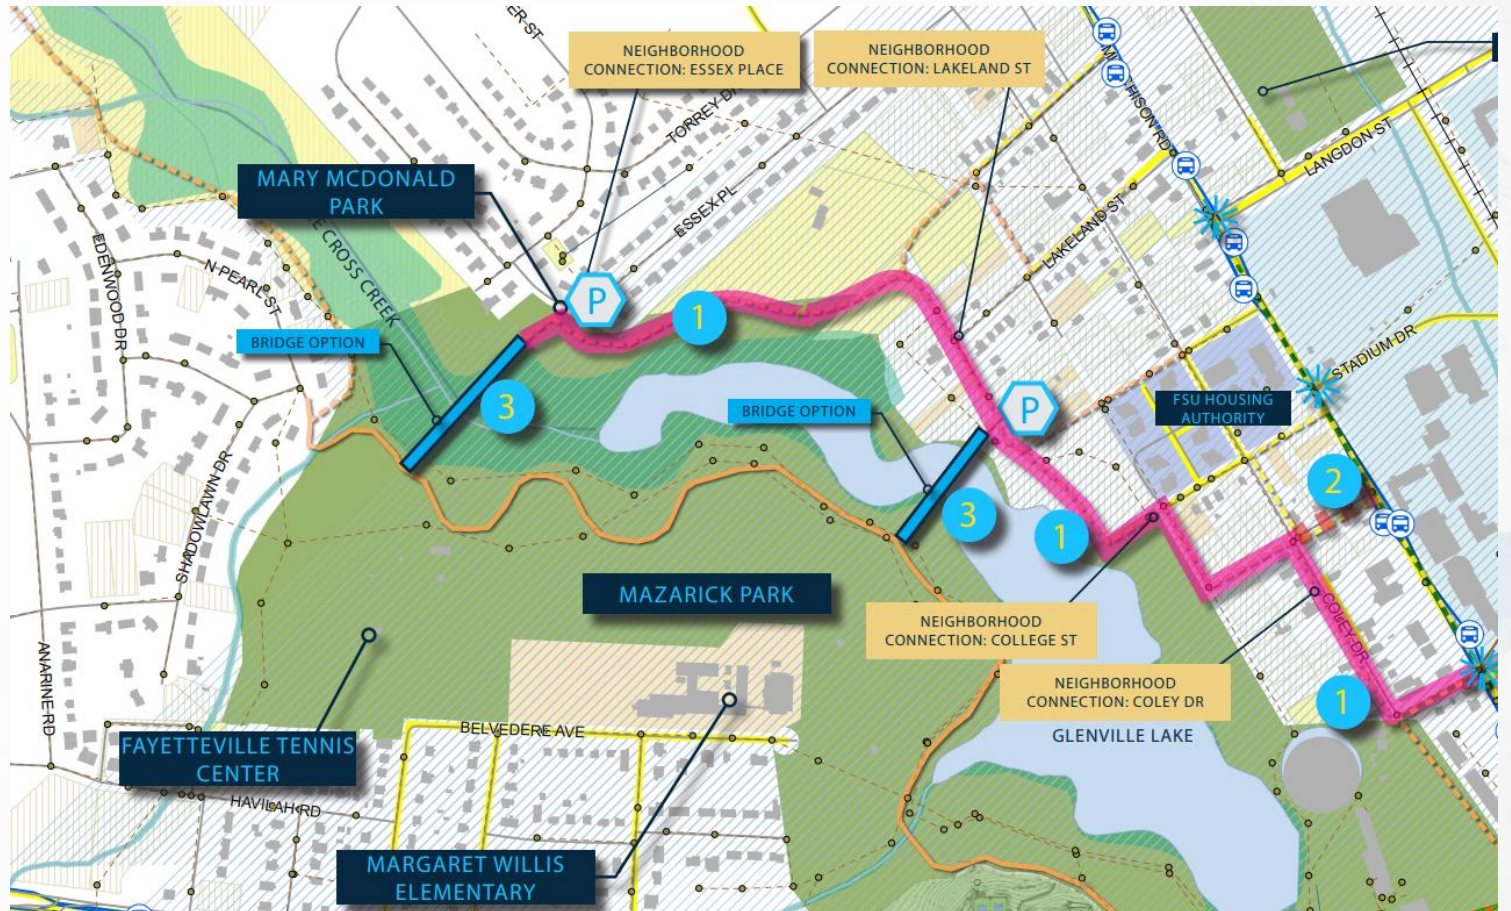 NEIGHBORHOOD
CONNECTION: ESSEX PLACE
NEIGHBORHOOD
CONNECTION: LAKELAND ST
TORREY DR
LANGDON ST
MARY MCDONALD
PARK
ESSEX PL
LAKELAND ST
EDENWOOD DR
N PEARL ST
E CROSS CREEK
P
1
BRIDGE OPTION
STADIUM DR
3
P
BRIDGE OPTION
FSU HOUSING
AUTHORITY
2
SHADOWLAWN DR
3
1
MAZARICK PARK
NEIGHBORHOOD
CONNECTION: COLLEGE ST
COLEY DR
ANARINE RD
NEIGHBORHOOD
CONNECTION: COLEY DR
1
BELVEDERE AVE
GLENVILLE LAKE
FAYETTEVILLE TENNIS
CENTER
HAVILAH RD
MARGARET WILLIS
ELEMENTARY